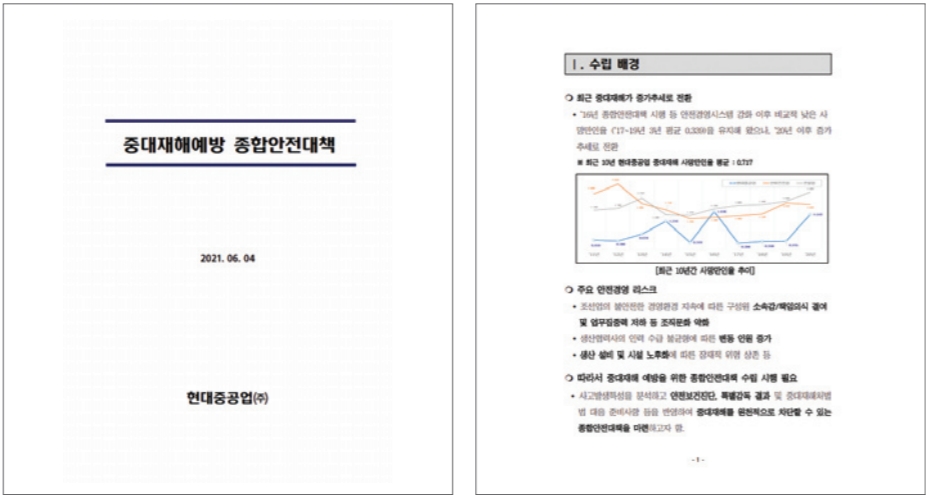 중대재해예방 종합안전대책
2021. 06. 04
현대중공업㈜
Ⅰ. 수립 배경
최근 중대재해가 증가추세로 전환
• '16년 종합안전대책 시행 등 안전경영시스템 강화 이후 비교적 낮은 사
망만인율 ('17~19년 3년 평균 0.339)을 유지해 왔으나, '20년 이후 증가
추세로 전환
※ 최근 10년 현대중공업 중대재해 사망만인율 평균 : 0.717
[최근 10년간 사망만인율 추이]
주요 안전경영 리스크
• 조선업의 불안전한 경영환경 지속에 따른 구성원 소속감/책임의식 결여
및 업무집중력 저하 등 조직문화 약화
• 생산협력사의 인력 수급 불균형에 따른 변동 인원 증가
• 생산 설비 및 시설 노후화에 따른 잠재적 위험 상존 등
따라서 중대재해 예방을 위한 종합안전대책 수립 시행 필요
• 사고발생특성을 분석하고 안전보건진단, 특별감독 결과 및 중대재해처벌
법 대응 준비사항 등을 반영하여 중대재해를 원천적으로 차단할 수 있는
종합안전대책을 마련하고자 함.
- 1 -